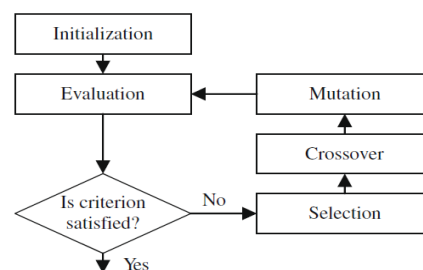 Initialization
Evaluation
Mutation
Crossover
Is criterion
satisfied?
No
Selection
Yes